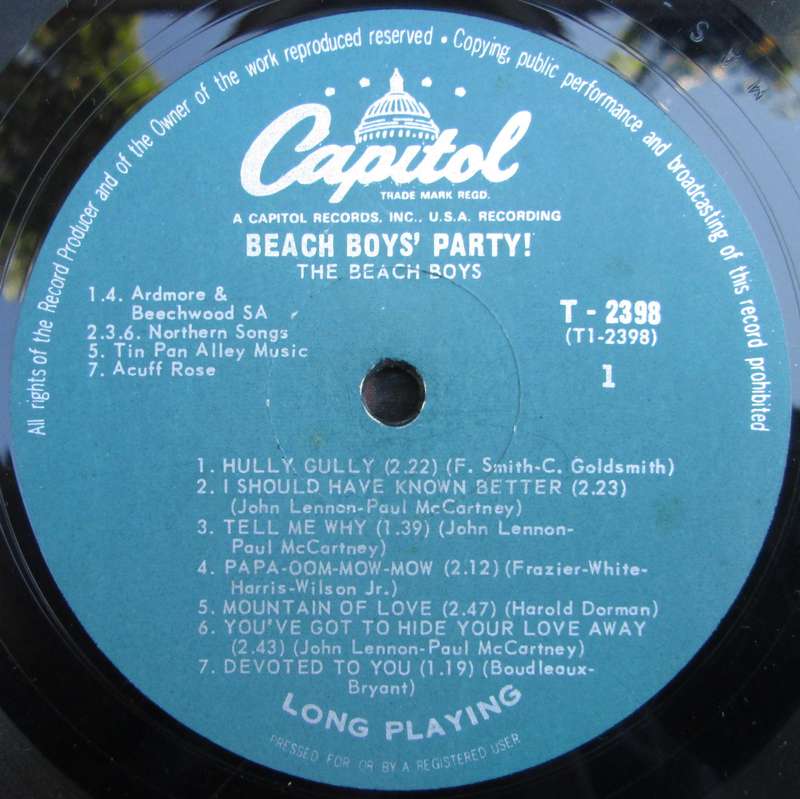 All rights of the Record Producer and of the Owner of the work reproduced reserved • Copying, public performance and broadcasting of this record prohibited
Capitol
TRADE MARK REGD.
A CAPITOL RECORDS, INC., U.S.A. RECORDING
BEACH BOYS' PARTY!
THE BEACH BOYS
1.4. Ardmore &
Beechwood SA
2.3.6. Northern Songs
5. Tin Pan Alley Music
7. Acuff Rose
T - 2398
(T1-2398)
1
1. HULLY GULLY (2.22) (F. Smith-C. Goldsmith)
2. I SHOULD HAVE KNOWN BETTER (2.23)
(John Lennon-Paul McCartney)
3. TELL ME WHY (1.39) (John Lennon-
Paul McCartney)
4. PAPA-OOM-MOW-MOW (2.12) (Frazier-White-
Harris-Wilson Jr.)
5. MOUNTAIN OF LOVE (2.47) (Harold Dorman)
6. YOU'VE GOT TO HIDE YOUR LOVE AWAY
(2.43) (John Lennon-Paul McCartney)
7. DEVOTED TO YOU (1.19) (Boudleaux-
Bryant)
LONG PLAYING
PRESSED FOR OR BY A REGISTERED USER